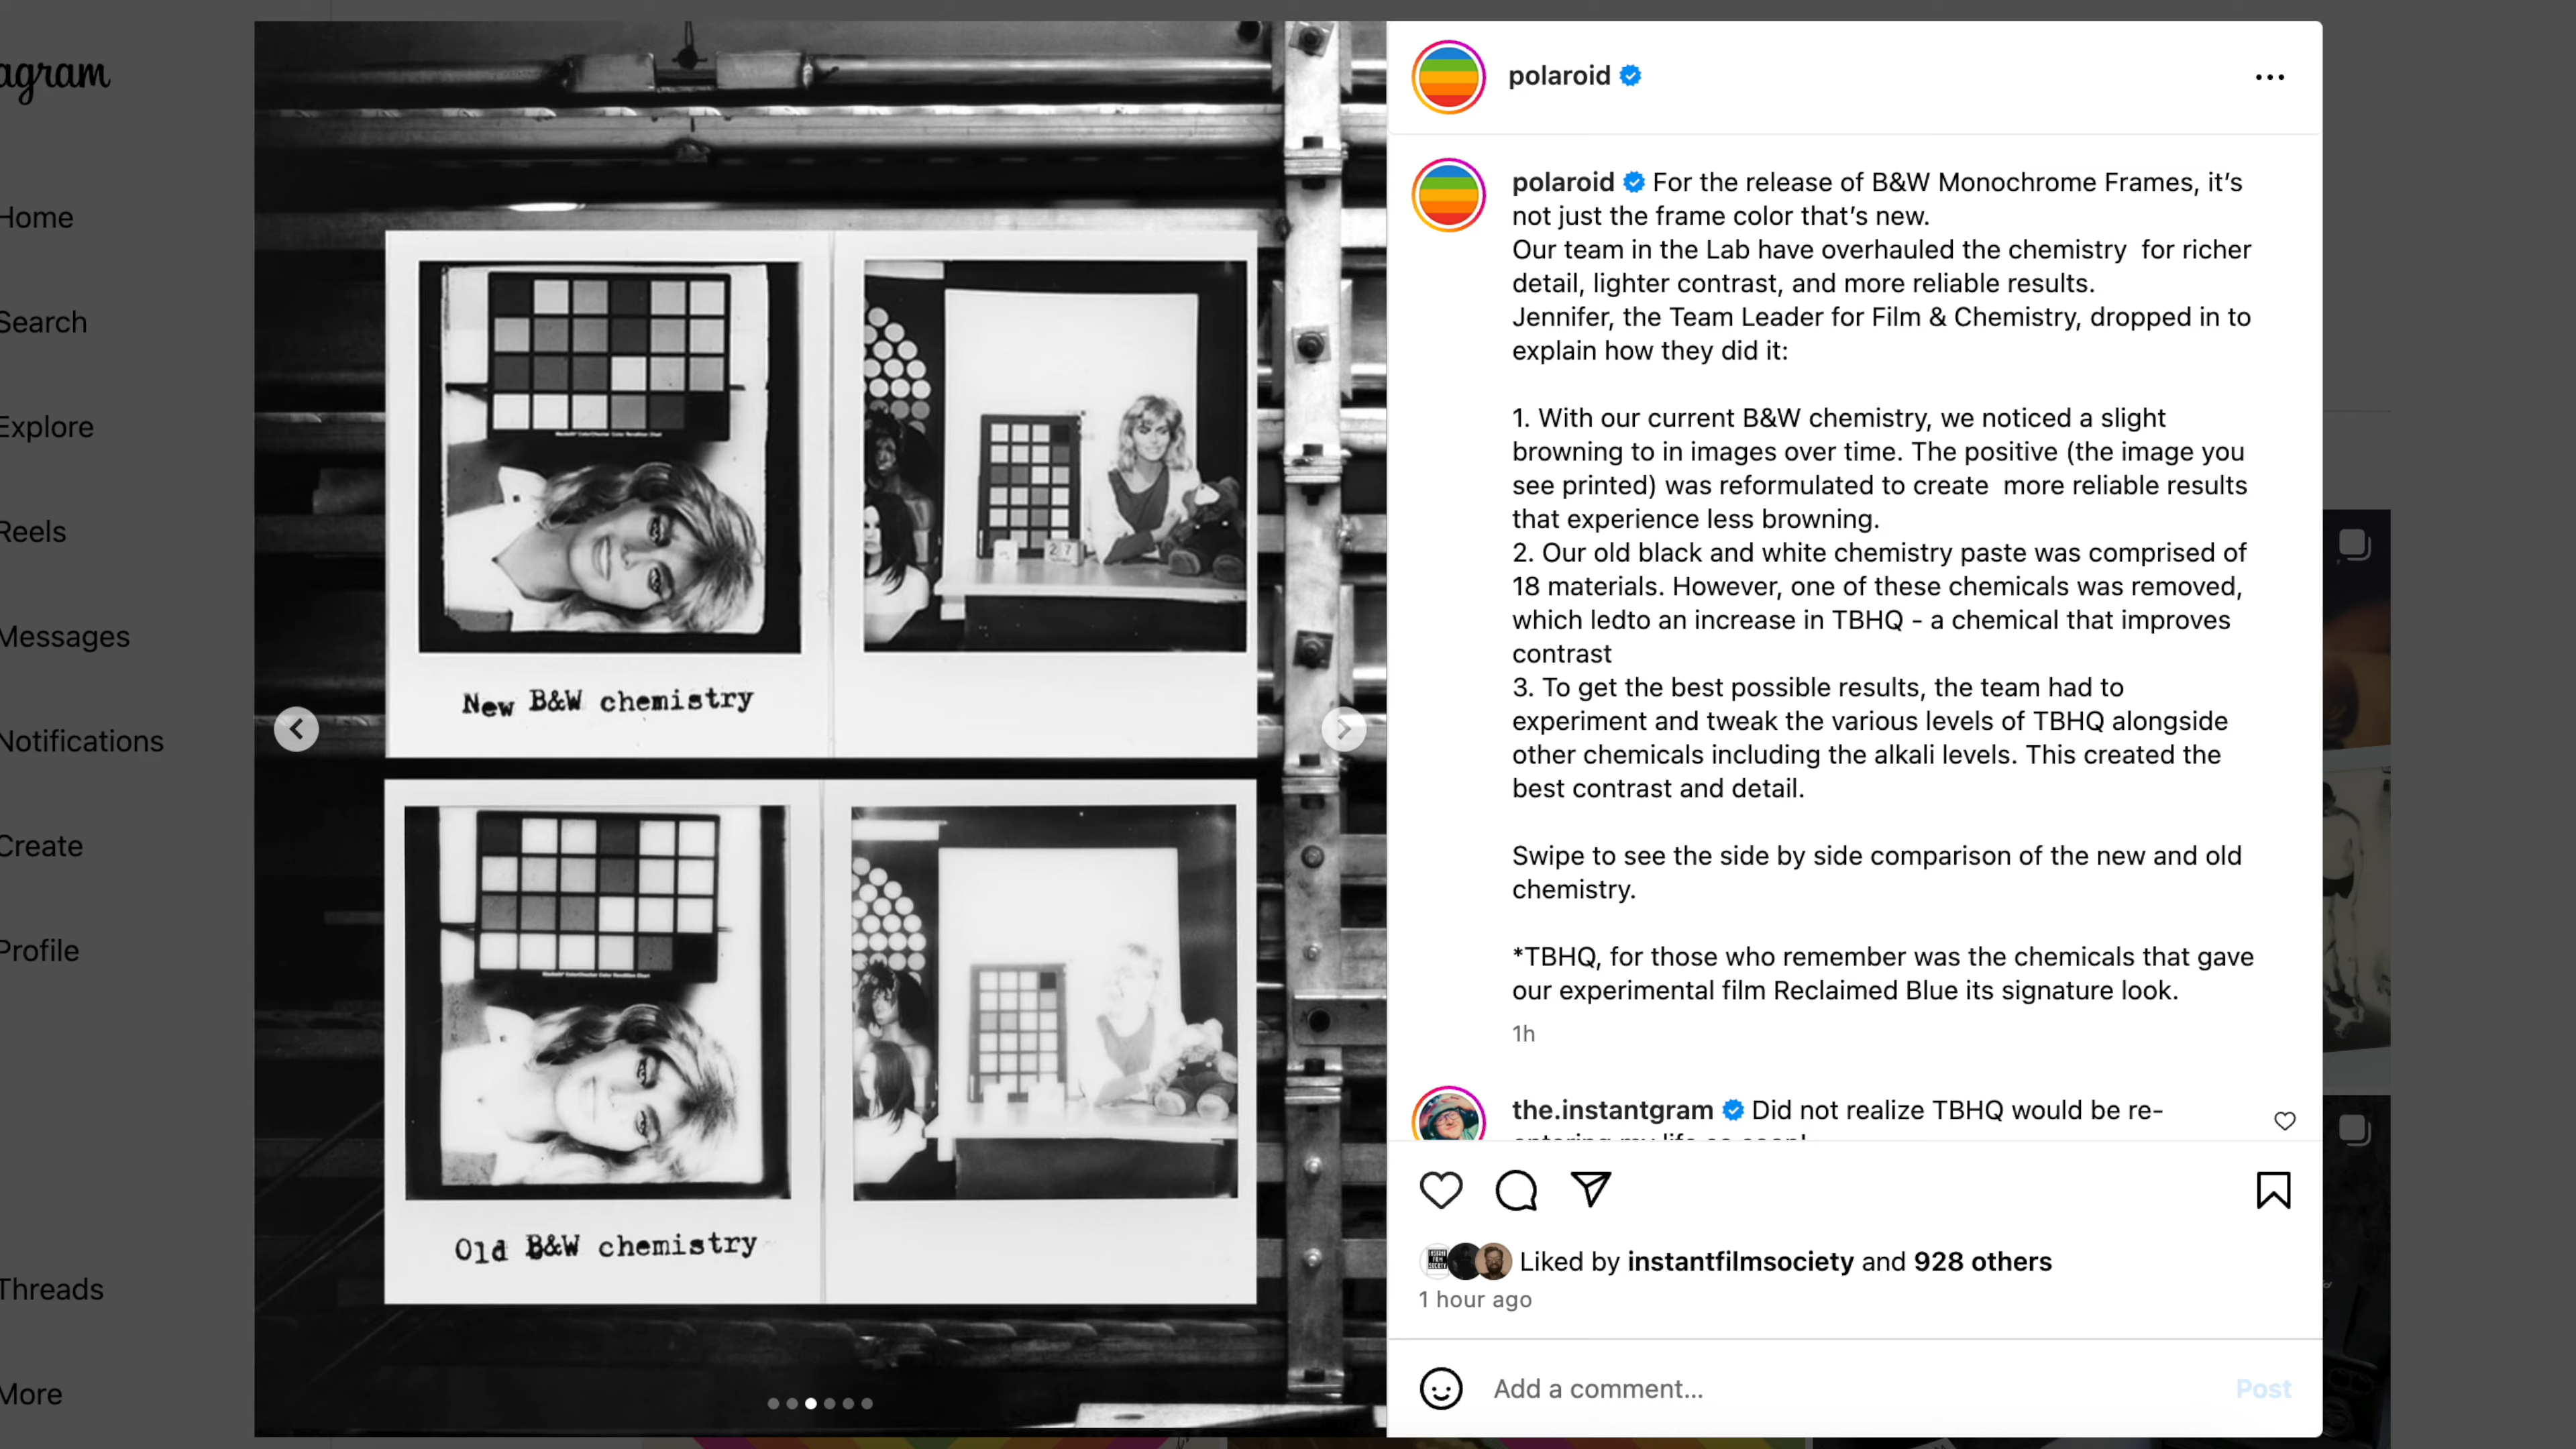 agram
Home
Search
Explore
Reels
Messages
Notifications
Create
Profile
Threads
More
New B&W chemistry
27
Old B&W chemistry
polaroid
polaroid For the release of B&W Monochrome Frames, it's
not just the frame color that's new.
Our team in the Lab have overhauled the chemistry  for richer
detail, lighter contrast, and more reliable results.
Jennifer, the Team Leader for Film & Chemistry, dropped in to
explain how they did it:
1. With our current B&W chemistry, we noticed a slight
browning to in images over time. The positive (the image you
see printed) was reformulated to create  more reliable results
that experience less browning.
2. Our old black and white chemistry paste was comprised of
18 materials. However, one of these chemicals was removed,
which ledto an increase in TBHQ - a chemical that improves
contrast
3. To get the best possible results, the team had to
experiment and tweak the various levels of TBHQ alongside
other chemicals including the alkali levels. This created the
best contrast and detail.
Swipe to see the side by side comparison of the new and old
chemistry.
*TBHQ, for those who remember was the chemicals that gave
our experimental film Reclaimed Blue its signature look.
1h
the.instantgram Did not realize TBHQ would be re-
Liked by instantfilmsociety and 928 others
1 hour ago
Add a comment...
Post